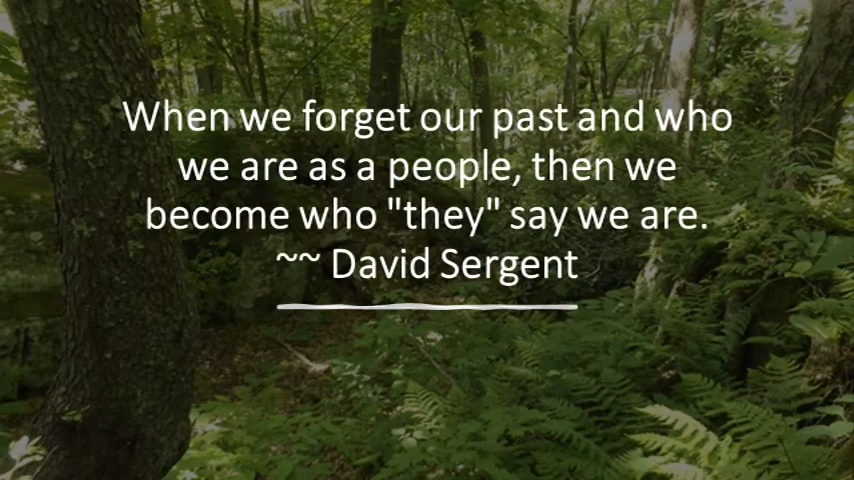 When we forget our past and who
we are as a people, then we
become who "they" say we are.
~~ David Sergent